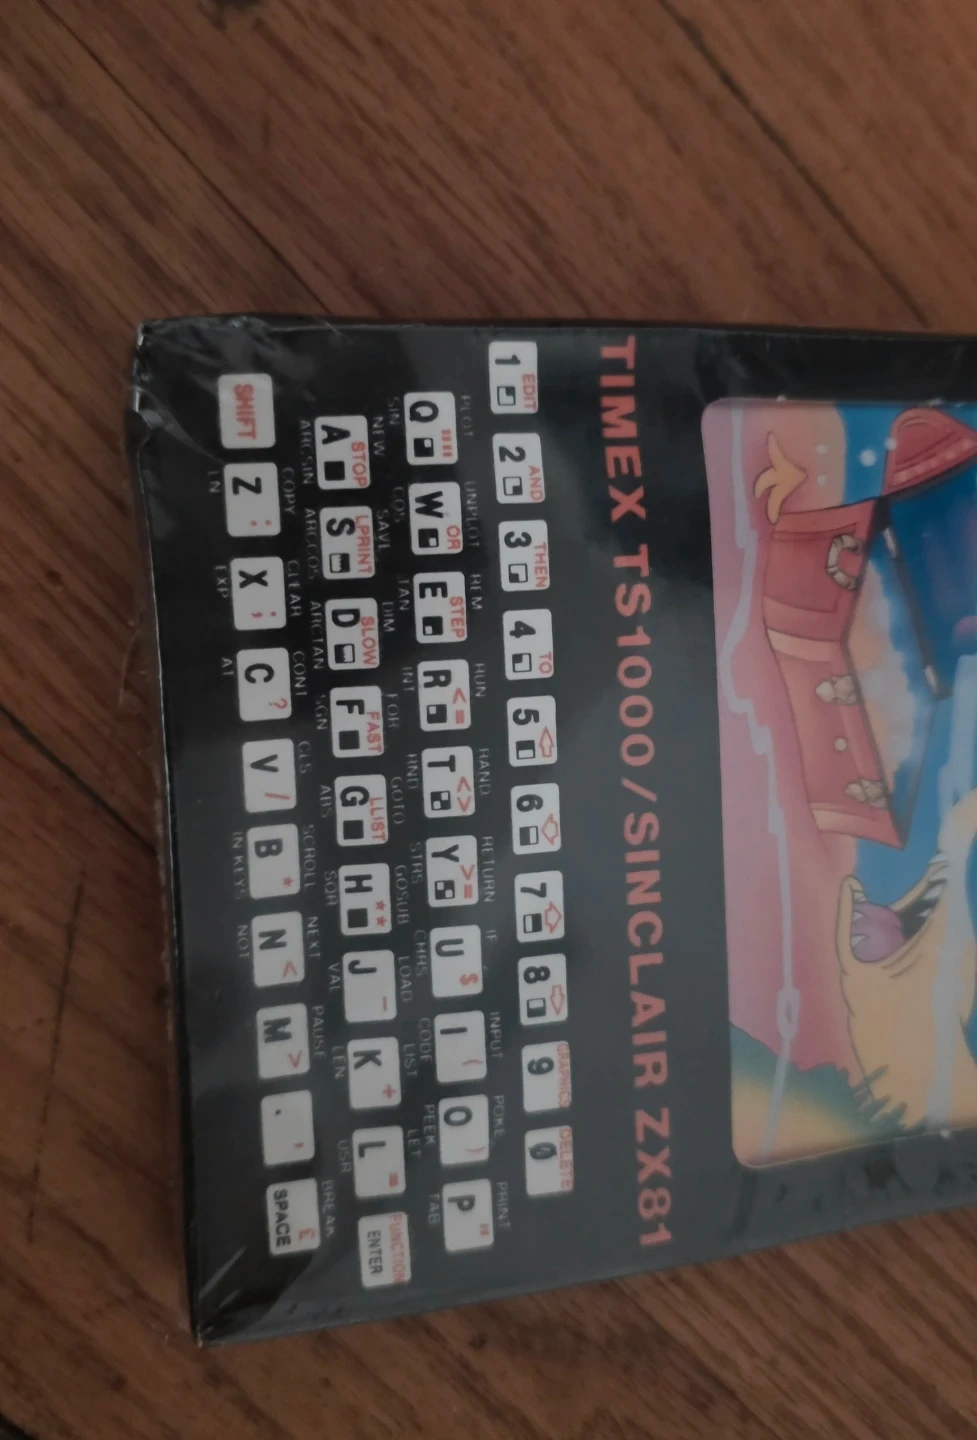 TIMEX TS1000/SINCLAIR ZX81
EDIT AND THEN TO GRAPHICS DELETE
1 2 3 4 5 6 7 8 9 0
PLOT UNPLOT REM RUN RAND RETURN IF INPUT POKE PRINT
"" OR STEP <= <> >= $ ( ) "
Q W E R T Y U I O P
SIN COS TAN INT RND STR$ CHR$ CODE PEEK TAB
NEW SAVE DIM FOR GOTO GOSUB LOAD LIST LET
STOP LPRINT SLOW FAST LLIST ** - + = FUNCTION
A S D F G H J K L ENTER
ARCSIN ARCCOS ARCTAN SGN ABS SQR VAL LEN USR
COPY CLEAR CONT CLS SCROLL NEXT PAUSE BREAK
: ; ? / * < > , £
SHIFT Z X C V B N M . SPACE
LN EXP AT IN KEYS NOT